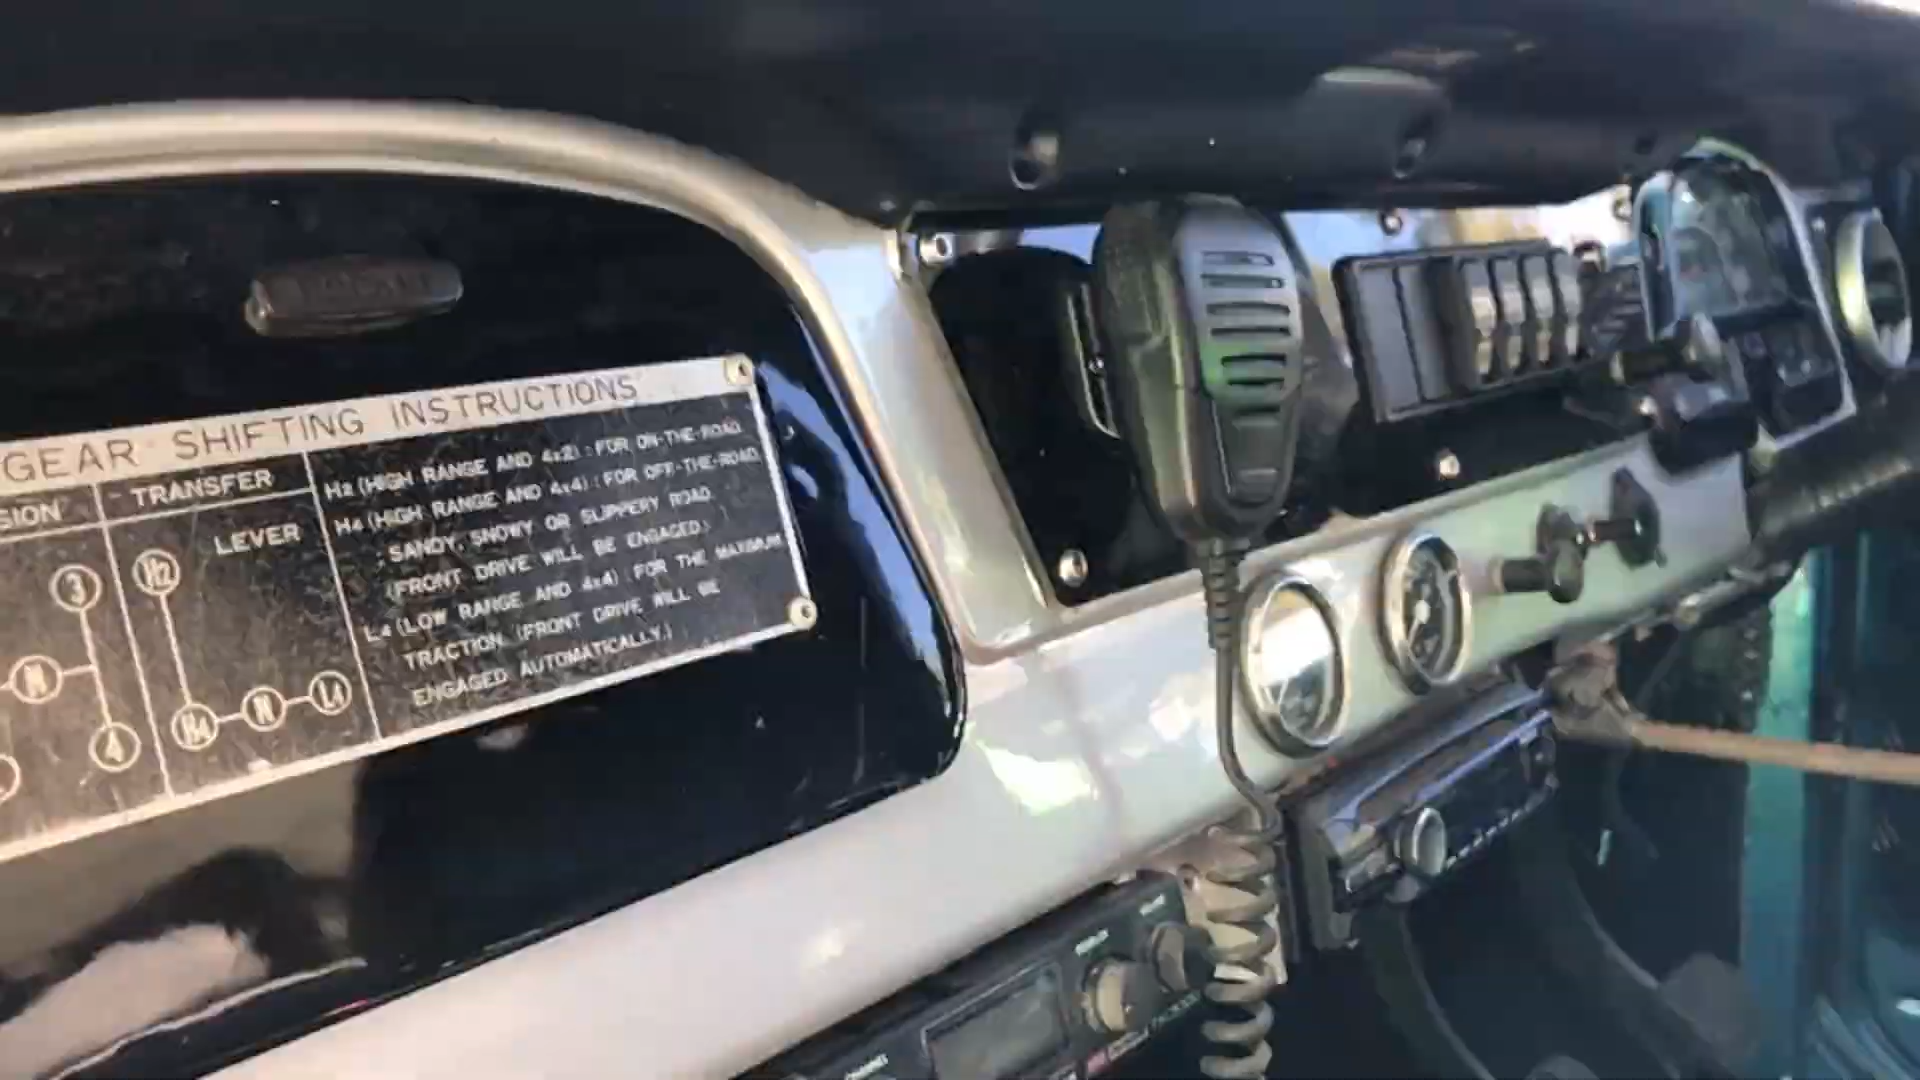 GEAR SHIFTING INSTRUCTIONS
SION TRANSFER
LEVER
3 H2
N
4 H4 N L4
H2 (HIGH RANGE AND 4x2) : FOR ON-THE-ROAD.
H4 (HIGH RANGE AND 4x4) : FOR OFF-THE-ROAD,
SANDY, SNOWY OR SLIPPERY ROAD.
(FRONT DRIVE WILL BE ENGAGED.)
L4 (LOW RANGE AND 4x4) : FOR THE MAXIMUM
TRACTION (FRONT DRIVE WILL BE
ENGAGED AUTOMATICALLY.)
CHANNEL